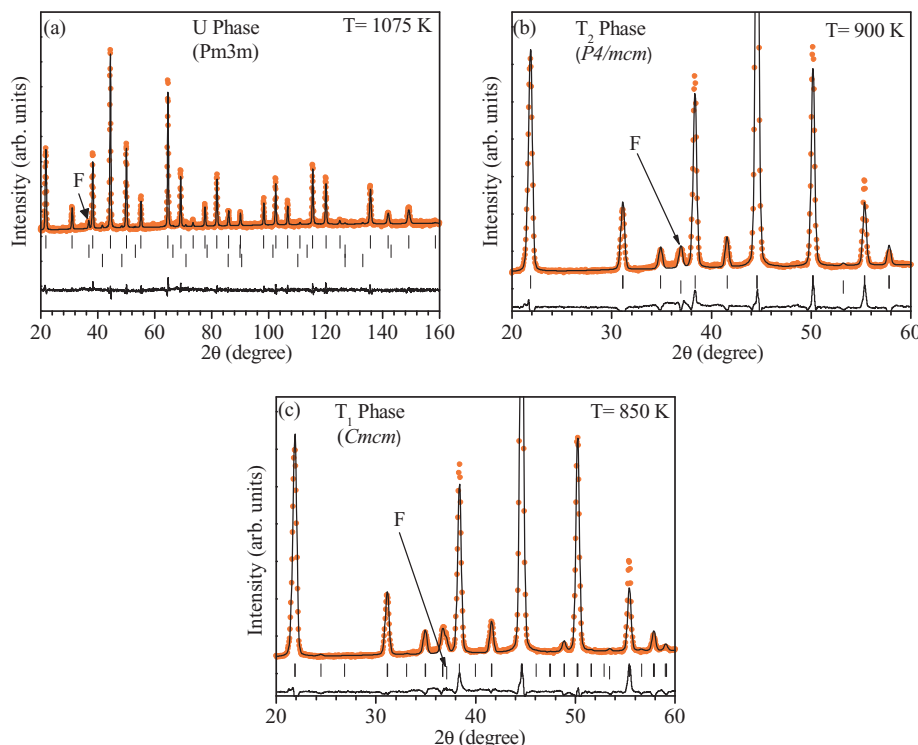 (a)
U Phase
(Pm3m)
T= 1075 K
F
Intensity (arb. units)
20 40 60 80 100 120 140 160
2θ (degree)
(b)
T2 Phase
(P4/mcm)
T= 900 K
F
Intensity (arb. units)
20 30 40 50 60
2θ (degree)
(c)
T1 Phase
(Cmcm)
T= 850 K
F
Intensity (arb. units)
20 30 40 50 60
2θ (degree)